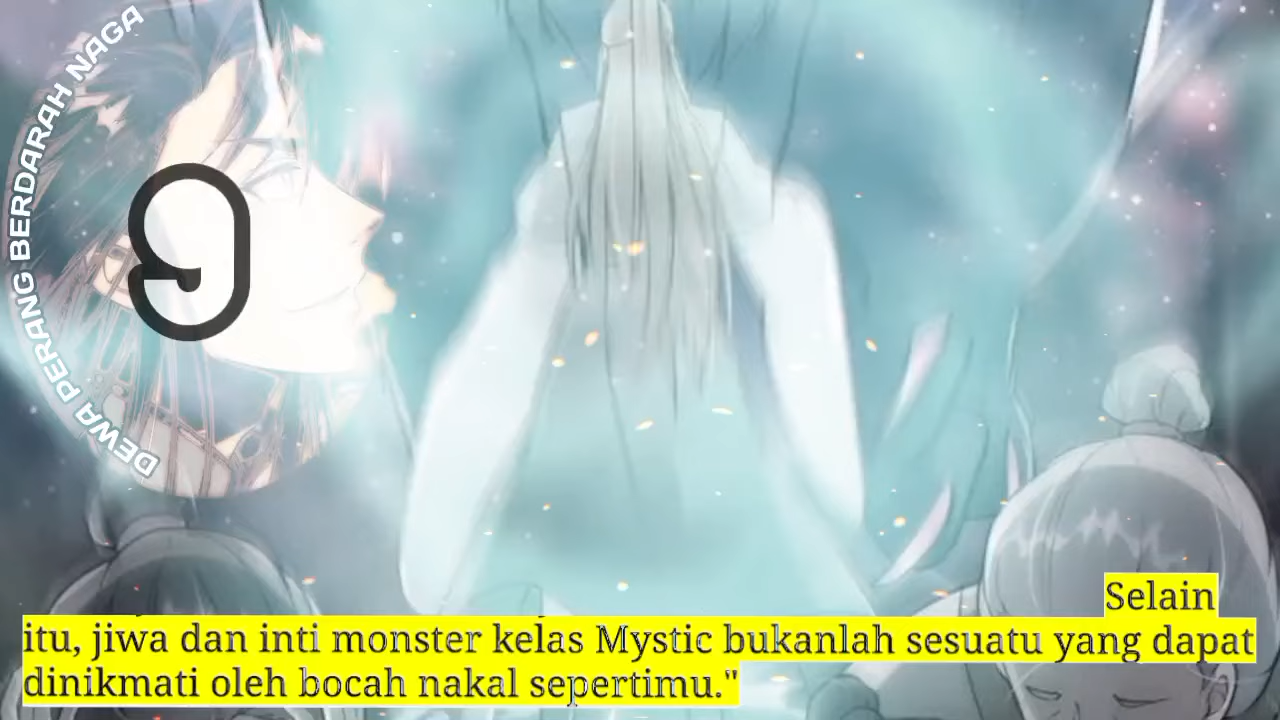 DEWA PERANG BERDARAH NAGA
Selain
itu, jiwa dan inti monster kelas Mystic bukanlah sesuatu yang dapat
dinikmati oleh bocah nakal sepertimu."